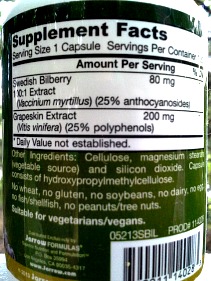 Supplement Facts
Serving Size 1 Capsule Servings Per Container
Amount Per Serving %
Swedish Bilberry 80 mg
10:1 Extract
(Vaccinium myrtillus) (25% anthocyanosides)
Grapeskin Extract 200 mg
(Vitis vinifera) (25% polyphenols)
* Daily Value not established.
Other Ingredients: Cellulose, magnesium
vegetable source) and silicon dioxide.
consists of hydroxypropylmethylcellulose.
No wheat, no gluten, no soybeans, no dairy, no
no fish/shellfish, no peanuts/tree nuts.
Suitable for vegetarians/vegans.
05213SBIL
Jarrow
FORMULAS